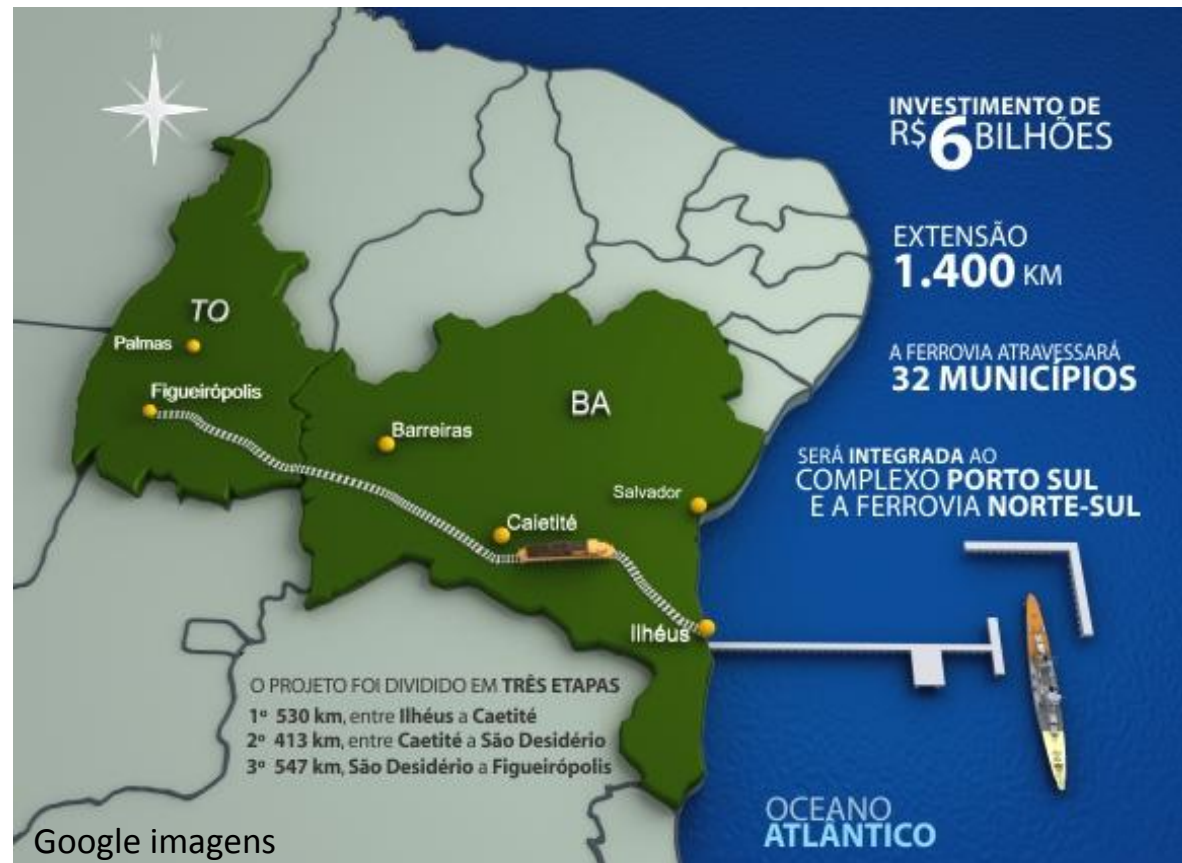 N
INVESTIMENTO DE
R$ 6 BILHÕES
EXTENSÃO
1.400 KM
A FERROVIA ATRAVESSARÁ
32 MUNICÍPIOS
SERÁ INTEGRADA AO
COMPLEXO PORTO SUL
E A FERROVIA NORTE-SUL
TO
Palmas
Figueirópolis
BA
Barreiras
Salvador
Caietité
Ilhéus
O PROJETO FOI DIVIDIDO EM TRÊS ETAPAS
1º 530 km, entre Ilhéus a Caetité
2º 413 km, entre Caetité a São Desidério
3º 547 km, São Desidério a Figueirópolis
OCEANO
ATLÂNTICO
Google imagens